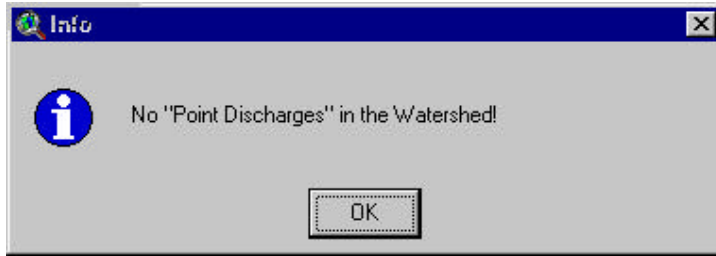 Info
No "Point Discharges" in the Watershed!
OK